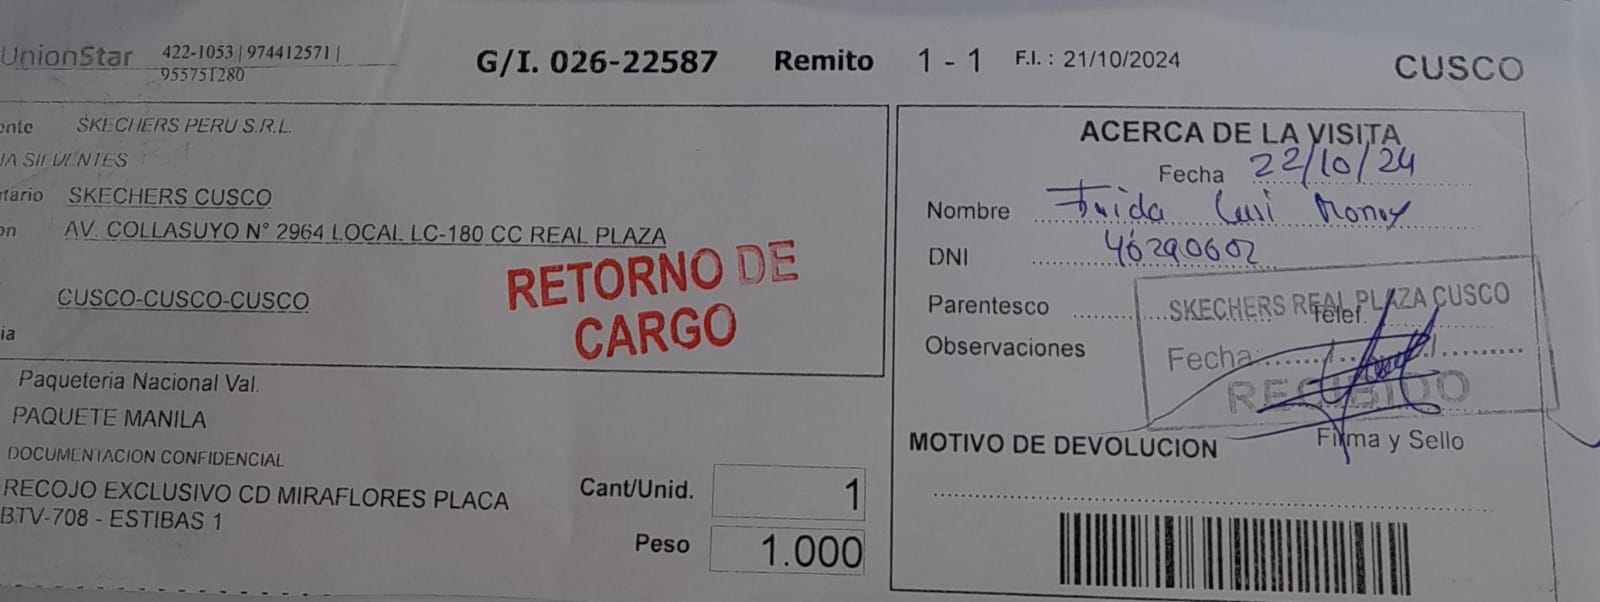 UnionStar 422-1053 | 974412571 |
955751280
G/I. 026-22587 Remito 1 - 1 F.I. : 21/10/2024 CUSCO
SKECHERS PERU S.R.L.
SKECHERS CUSCO
AV. COLLASUYO N° 2964 LOCAL LC-180 CC REAL PLAZA
CUSCO-CUSCO-CUSCO
RETORNO DE
CARGO
Paqueteria Nacional Val.
PAQUETE MANILA
DOCUMENTACION CONFIDENCIAL
RECOJO EXCLUSIVO CD MIRAFLORES PLACA
BTV-708 - ESTIBAS 1
Cant/Unid. 1
Peso 1.000
ACERCA DE LA VISITA
Fecha 22/10/24
Nombre
DNI 46290602
Parentesco Telef
Observaciones
SKECHERS REAL PLAZA CUSCO
Fecha:....../......./..........
RECIBIDO
Firma y Sello
MOTIVO DE DEVOLUCION